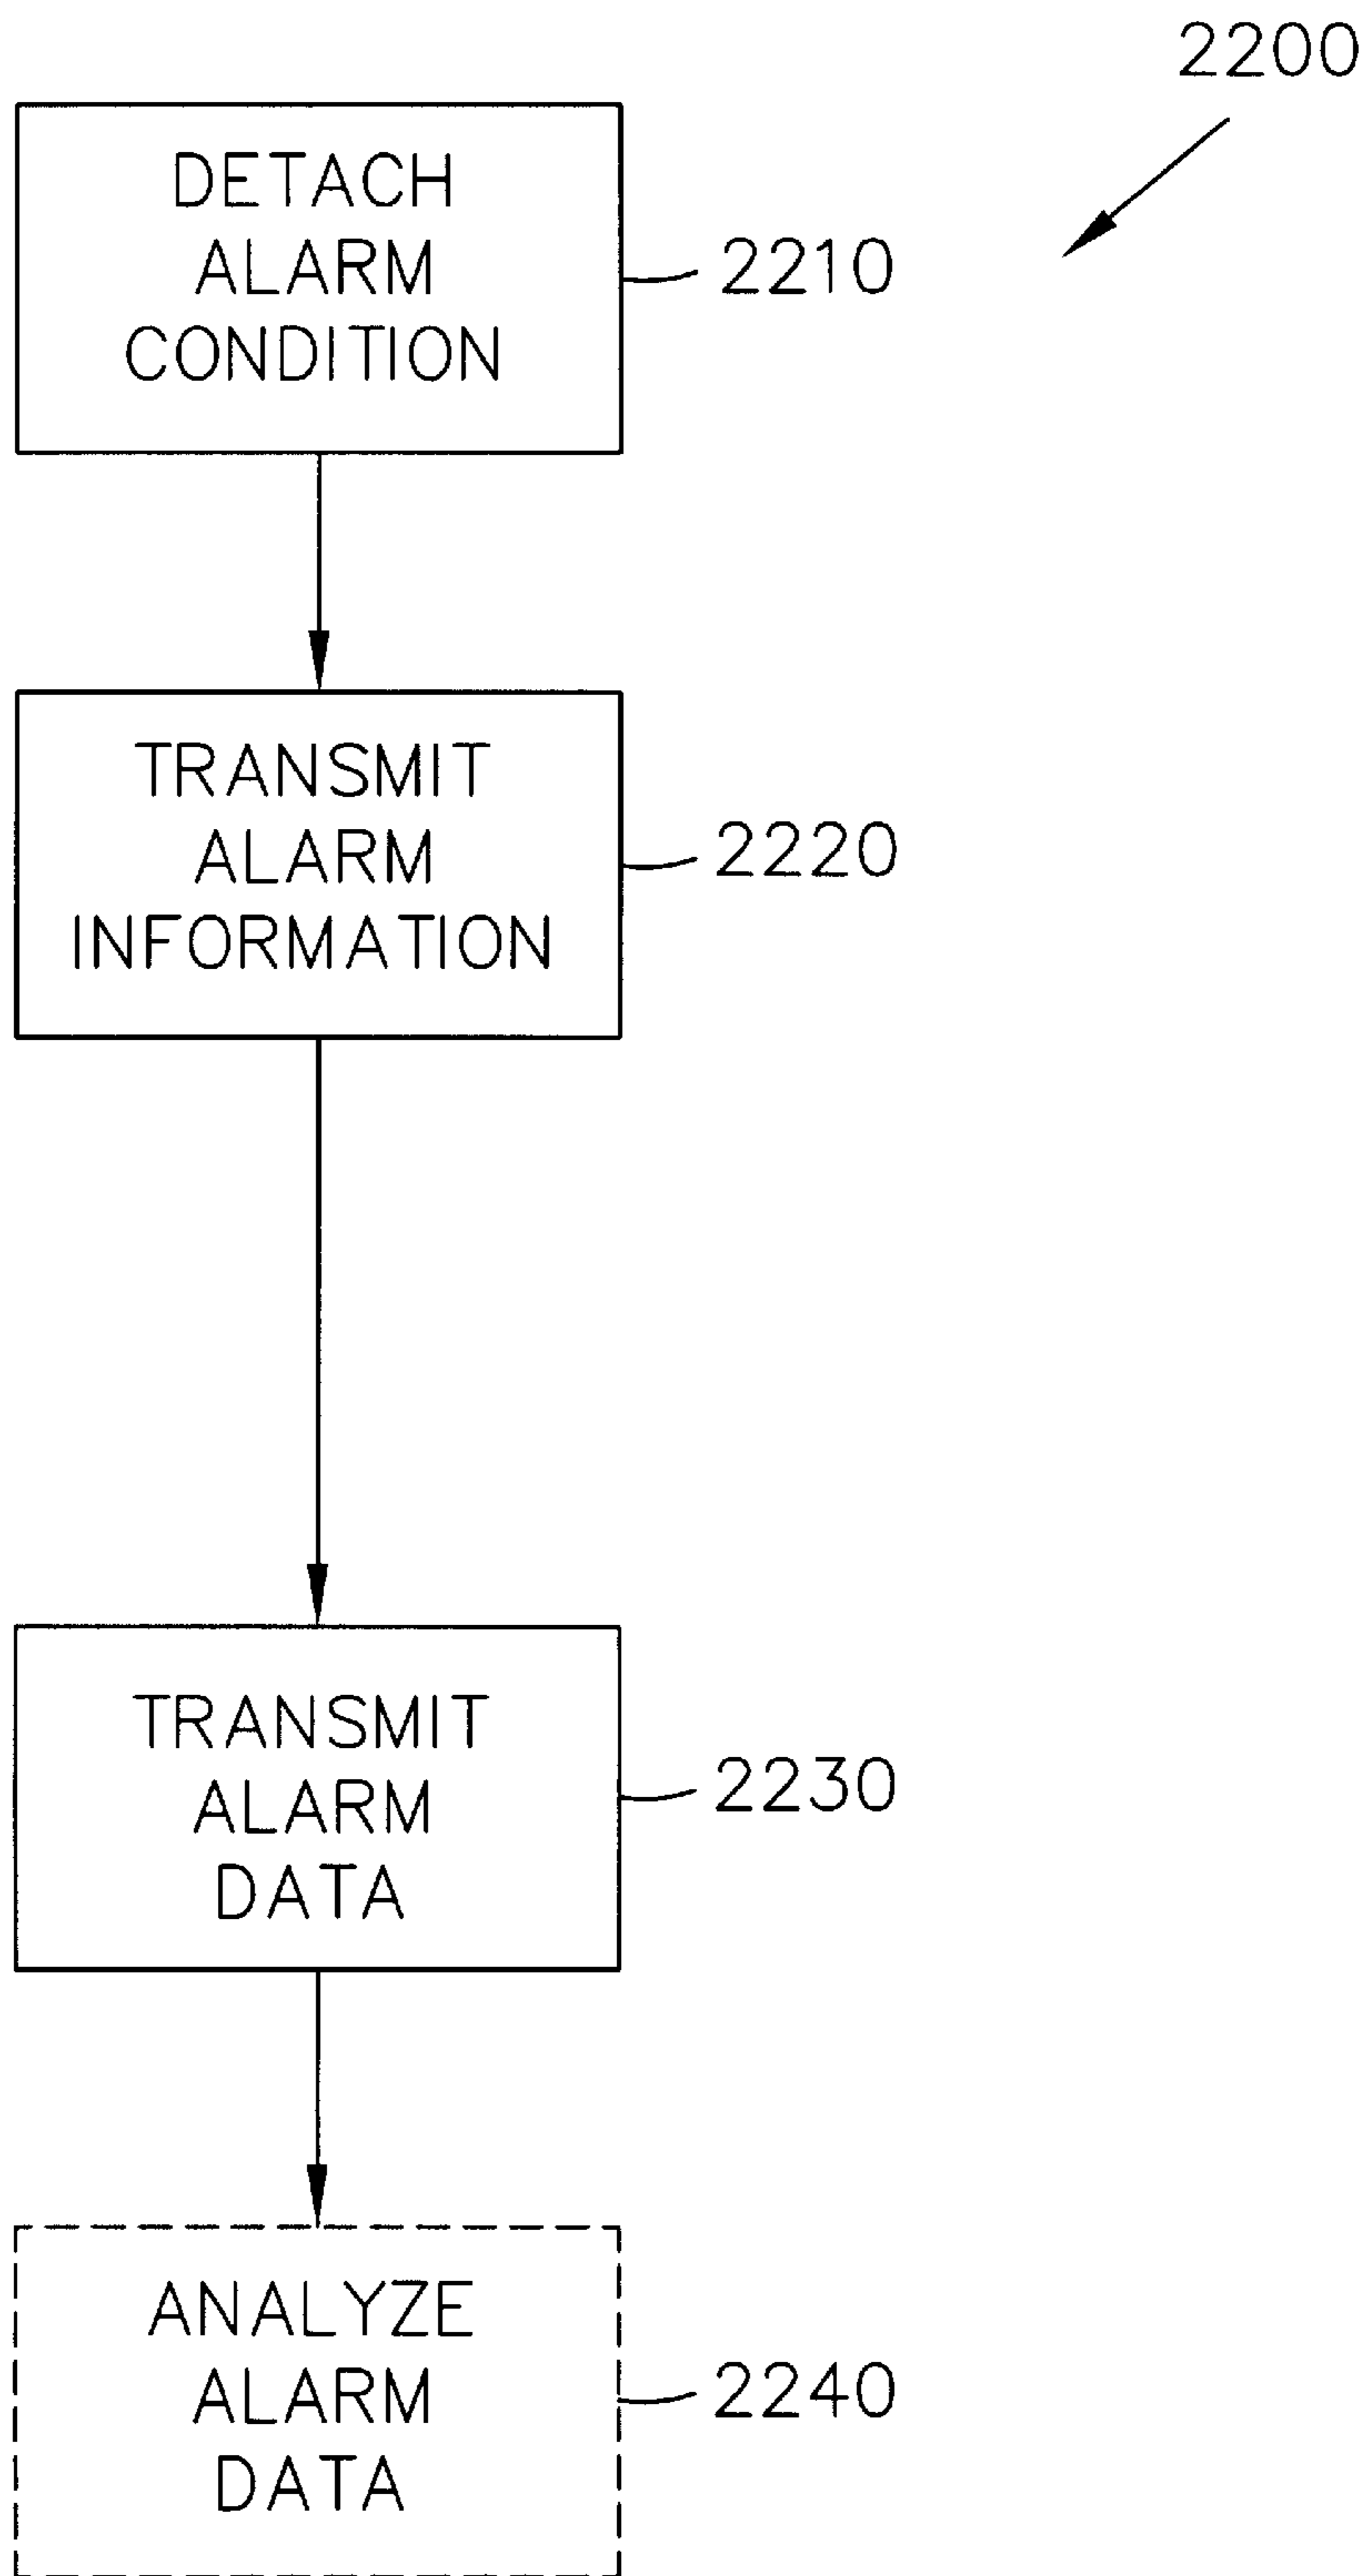 2200
DETACH
ALARM
CONDITION
2210
TRANSMIT
ALARM
INFORMATION
2220
TRANSMIT
ALARM
DATA
2230
ANALYZE
ALARM
DATA
2240